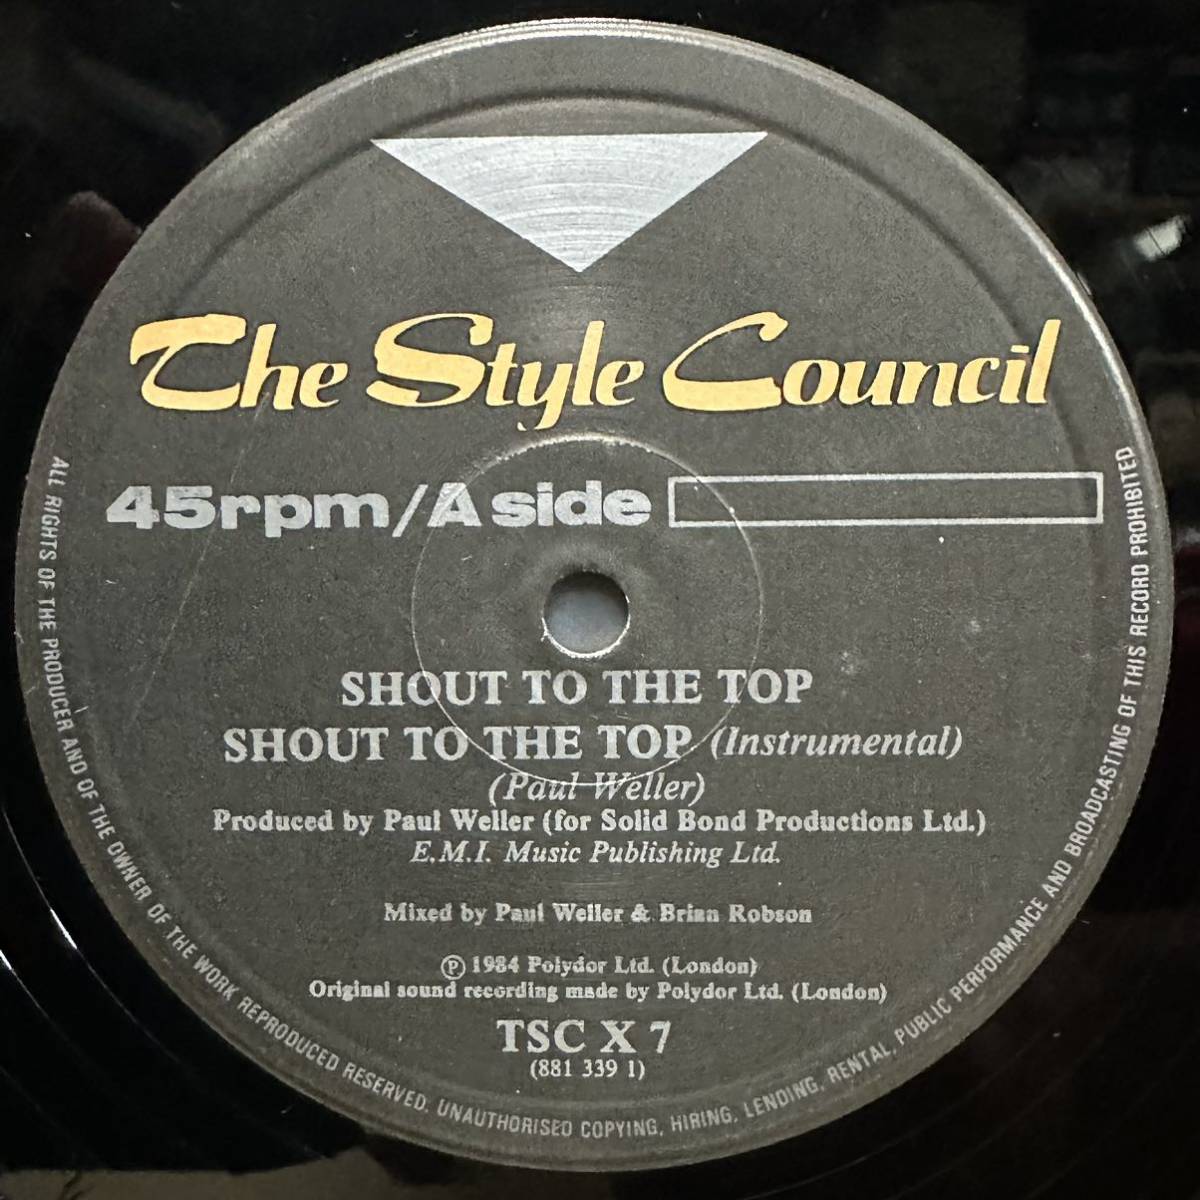 The Style Council
45rpm/A side
SHOUT TO THE TOP
SHOUT TO THE TOP (Instrumental)
(Paul Weller)
Produced by Paul Weller (for Solid Bond Productions Ltd.)
E.M.I. Music Publishing Ltd.
Mixed by Paul Weller & Brian Robson
Ⓟ 1984 Polydor Ltd. (London)
Original sound recording made by Polydor Ltd. (London)
TSC X 7
(881 339 1)
ALL RIGHTS OF THE PRODUCER AND OF THE OWNER OF THE WORK REPRODUCED RESERVED. UNAUTHORISED COPYING, HIRING, LENDING, RENTAL, PUBLIC PERFORMANCE AND BROADCASTING OF THIS RECORD PROHIBITED